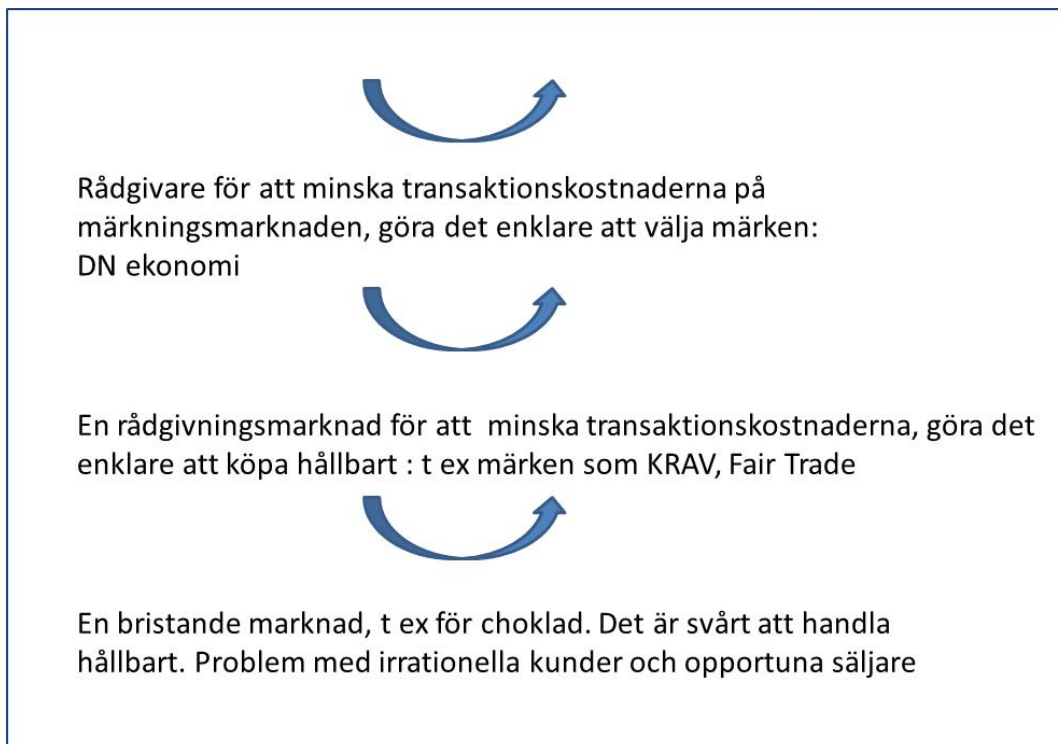 Rådgivare för att minska transaktionskostnaderna på
märkningsmarknaden, göra det enklare att välja märken:
DN ekonomi
En rådgivningsmarknad för att  minska transaktionskostnaderna, göra det
enklare att köpa hållbart : t ex märken som KRAV, Fair Trade
En bristande marknad, t ex för choklad. Det är svårt att handla
hållbart. Problem med irrationella kunder och opportuna säljare